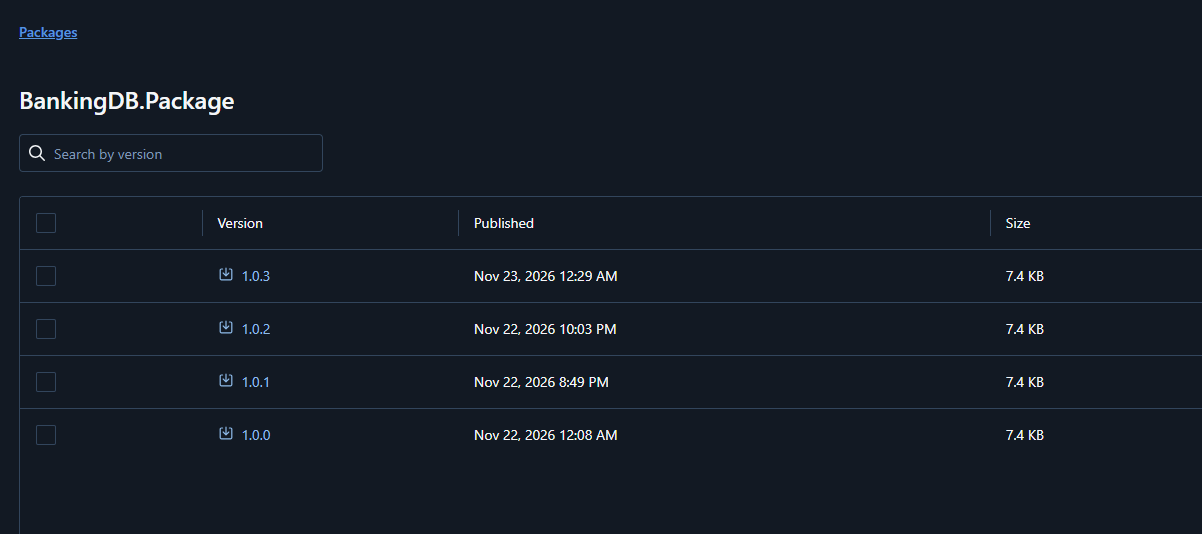 Packages
BankingDB.Package
Search by version
Version Published Size
1.0.3 Nov 23, 2026 12:29 AM 7.4 KB
1.0.2 Nov 22, 2026 10:03 PM 7.4 KB
1.0.1 Nov 22, 2026 8:49 PM 7.4 KB
1.0.0 Nov 22, 2026 12:08 AM 7.4 KB